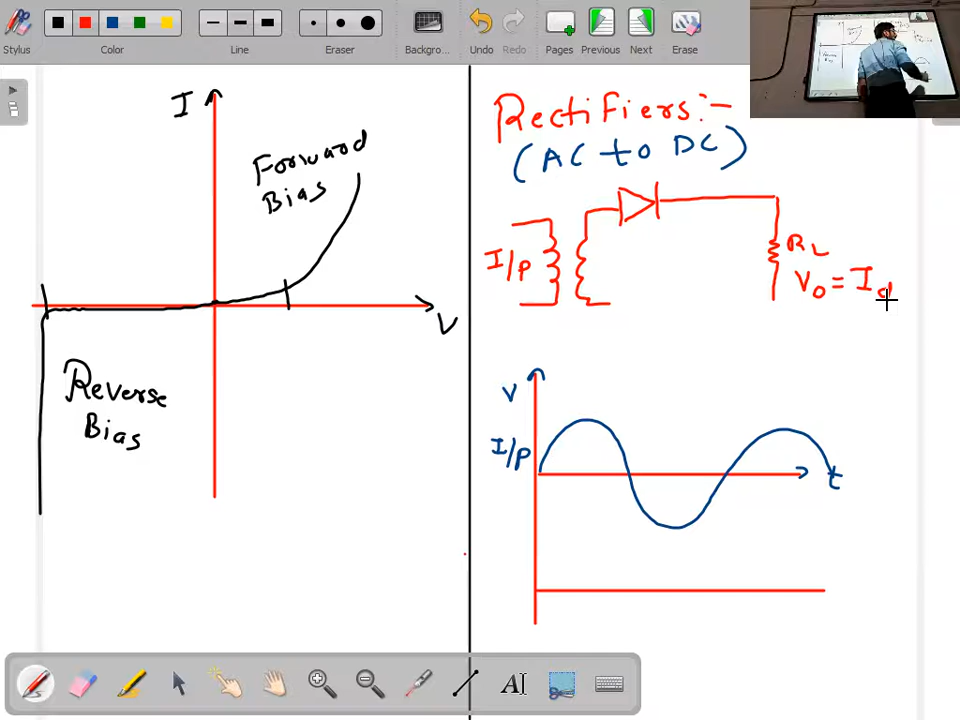 Stylus
Color
Line
Eraser
Backgro...
Undo
Redo
Pages
Previous
Next
Erase
I
Forward
Bias
V
Reverse
Bias
Rectifiers:-
(AC to DC)
I/p
RL
Vo = Id
V
I/p
t
A